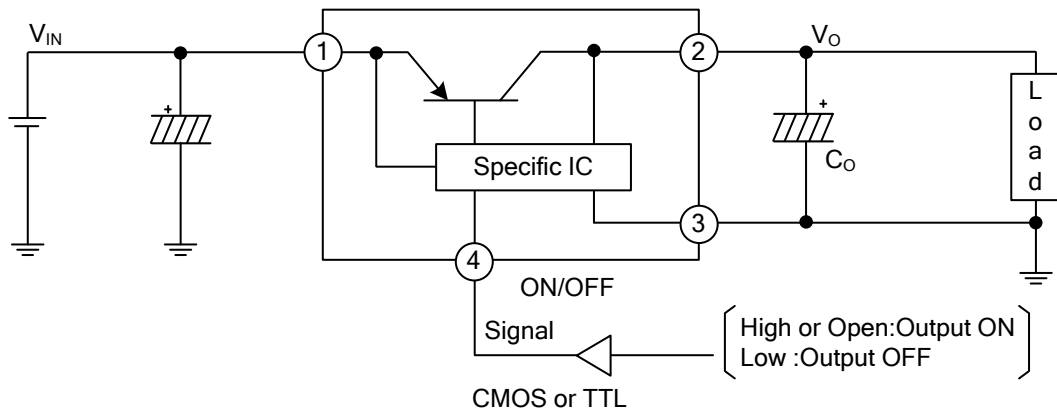 V_IN
1
2
V_O
+
+
Load
Specific IC
C_O
3
4
ON/OFF
Signal
High or Open:Output ON
Low :Output OFF
CMOS or TTL